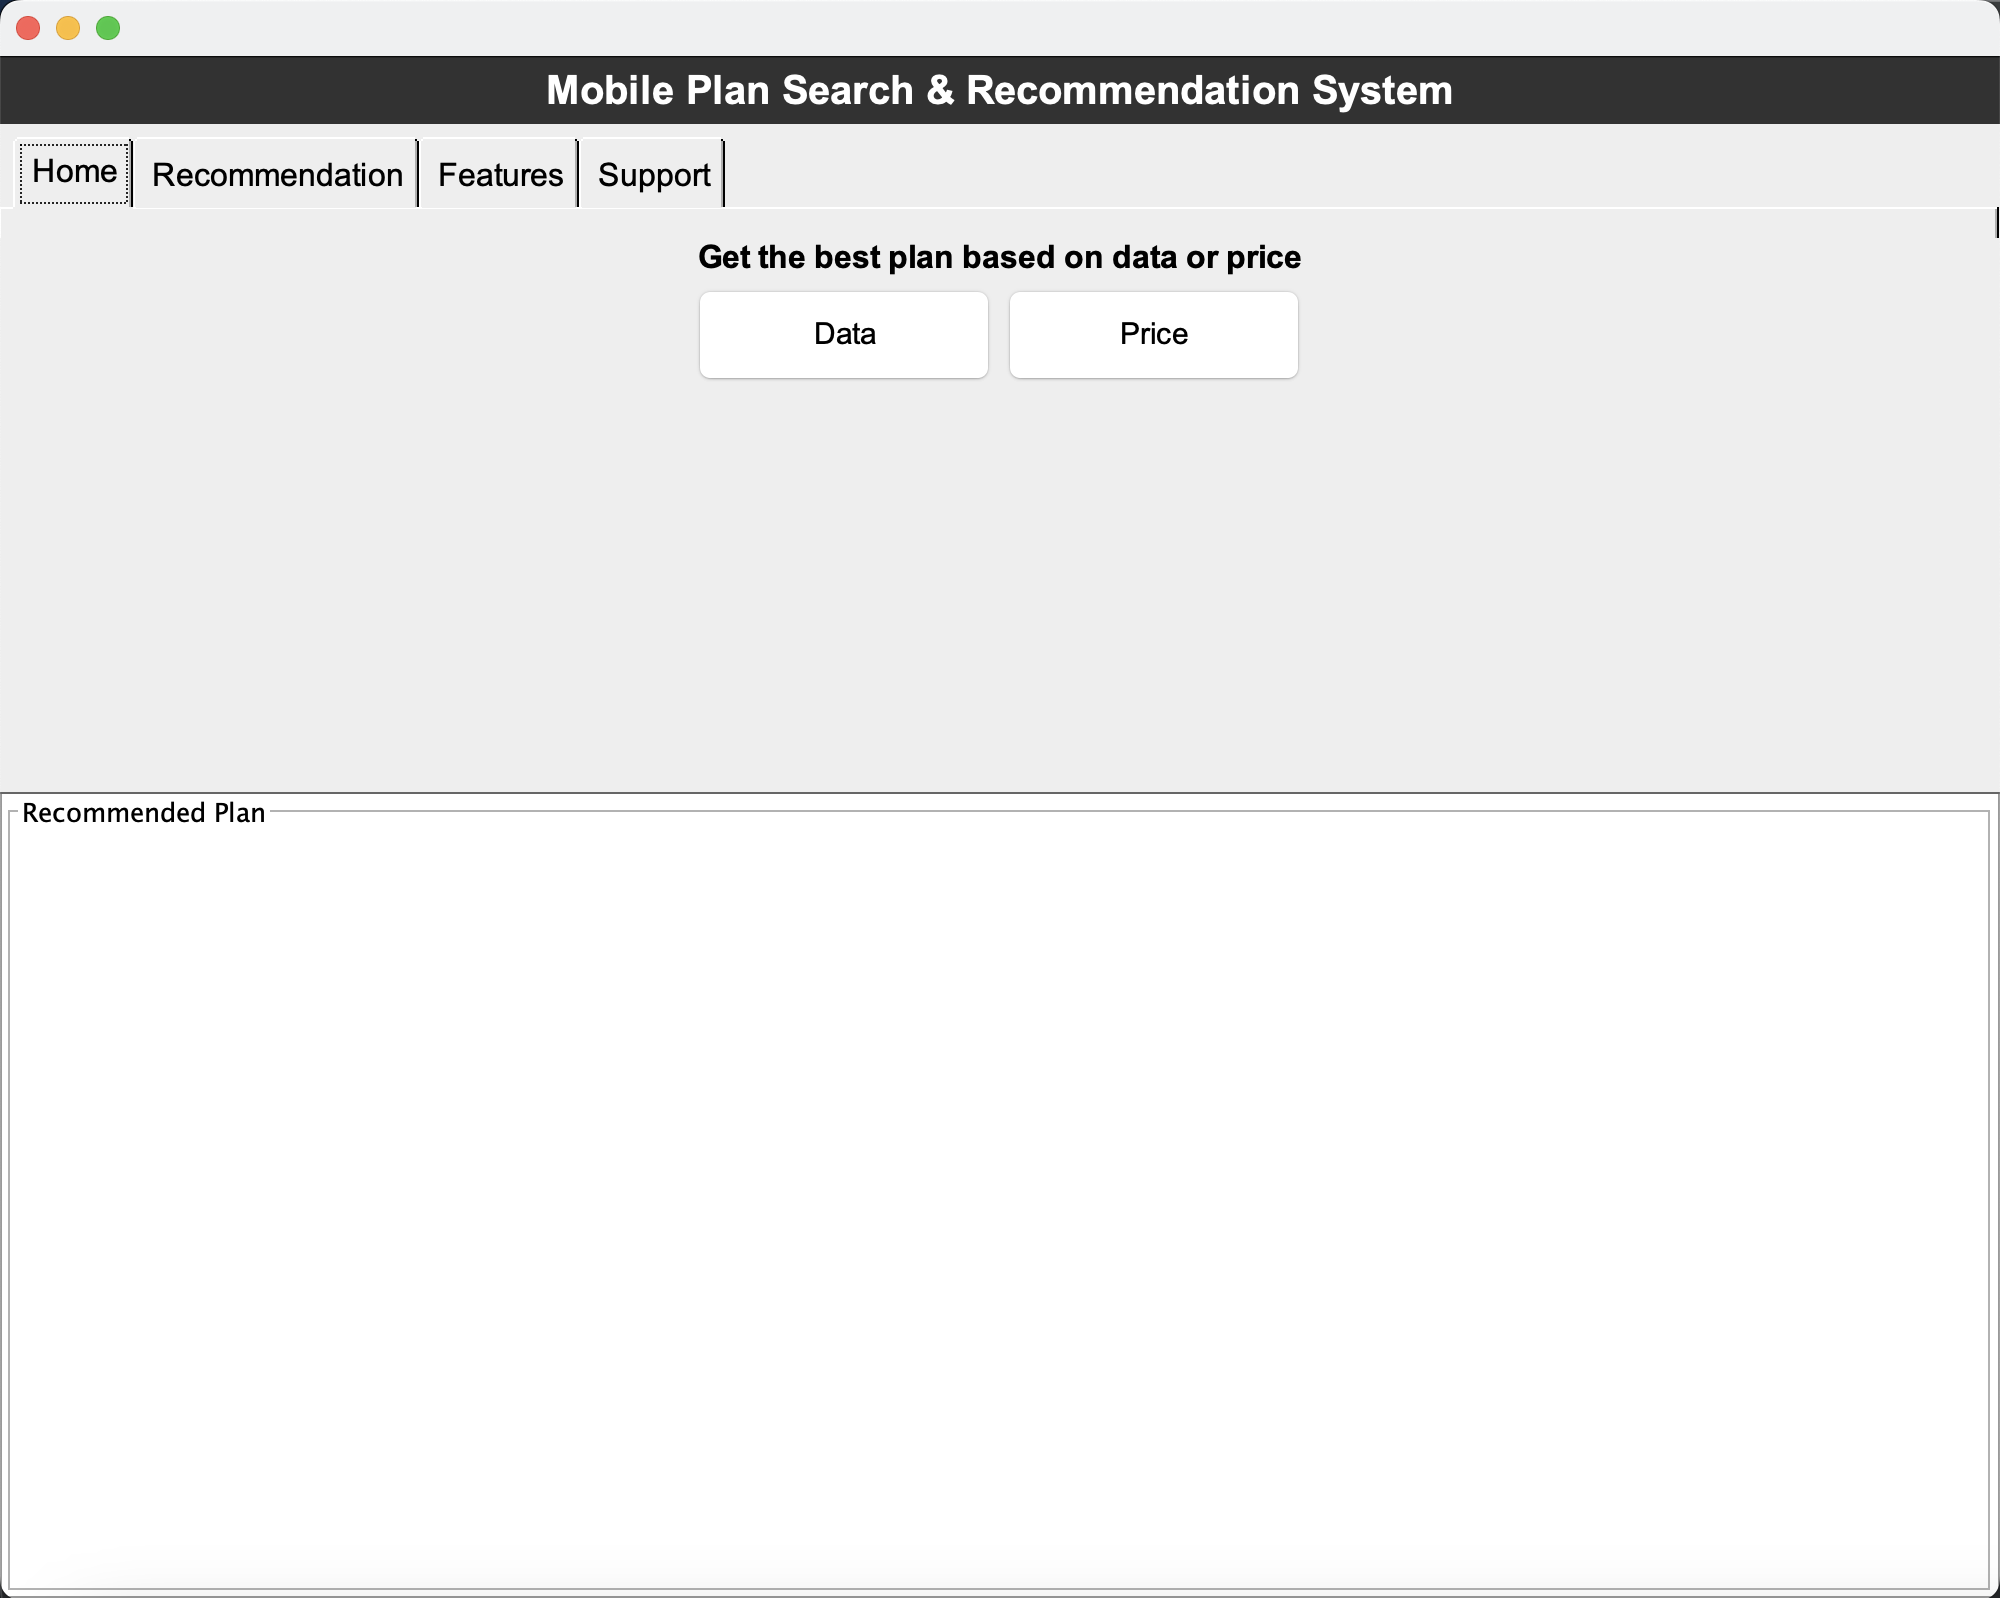 Mobile Plan Search & Recommendation System
Home Recommendation Features Support
Get the best plan based on data or price
Data Price
Recommended Plan